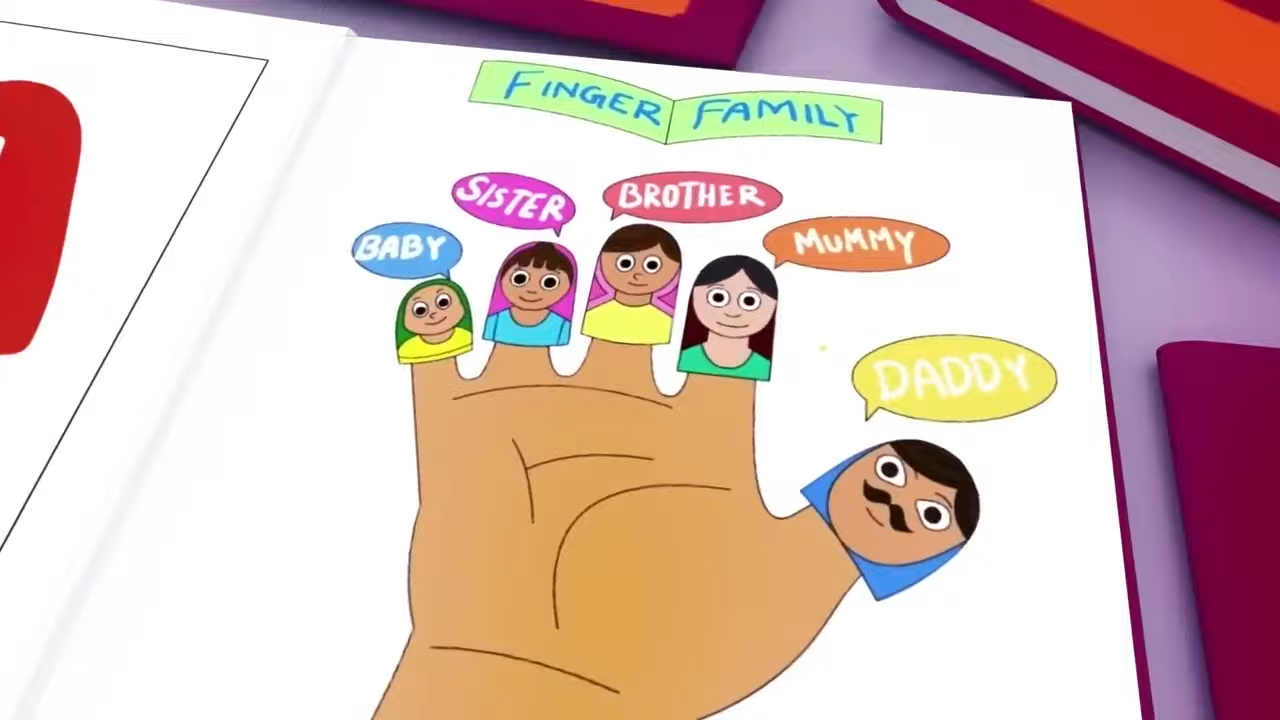 FINGER FAMILY
SISTER
BROTHER
BABY
MUMMY
DADDY